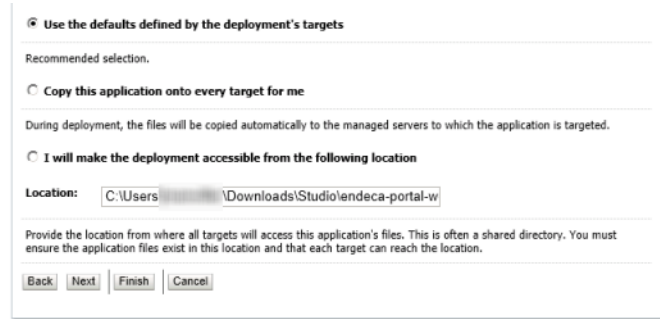 Use the defaults defined by the deployment's targets
Recommended selection.
Copy this application onto every target for me
During deployment, the files will be copied automatically to the managed servers to which the application is targeted.
I will make the deployment accessible from the following location
Location: C:\Users \Downloads\Studio\endeca-portal-w
Provide the location from where all targets will access this application's files. This is often a shared directory. You must
ensure the application files exist in this location and that each target can reach the location.
Back Next Finish Cancel